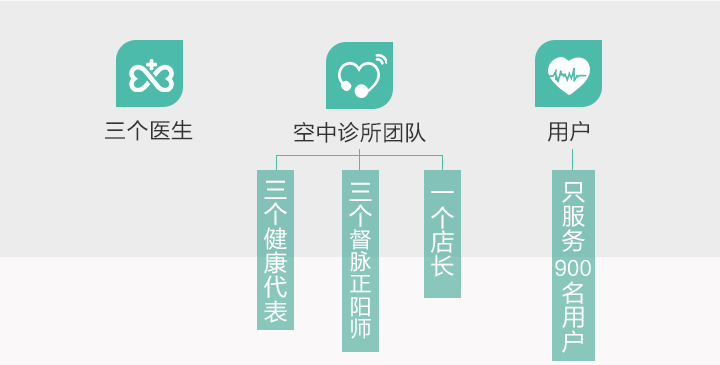 三个医生
空中诊所团队
用户
三个健康代表
三个督脉正阳师
一个店长
只服务900名用户